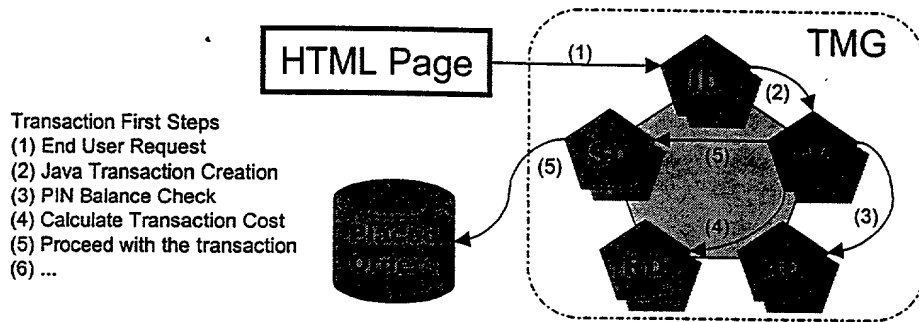 HTML Page
TMG
(1)
(2)
(5)
(5)
(4)
(3)
Transaction First Steps
(1) End User Request
(2) Java Transaction Creation
(3) PIN Balance Check
(4) Calculate Transaction Cost
(5) Proceed with the transaction
(6) ...